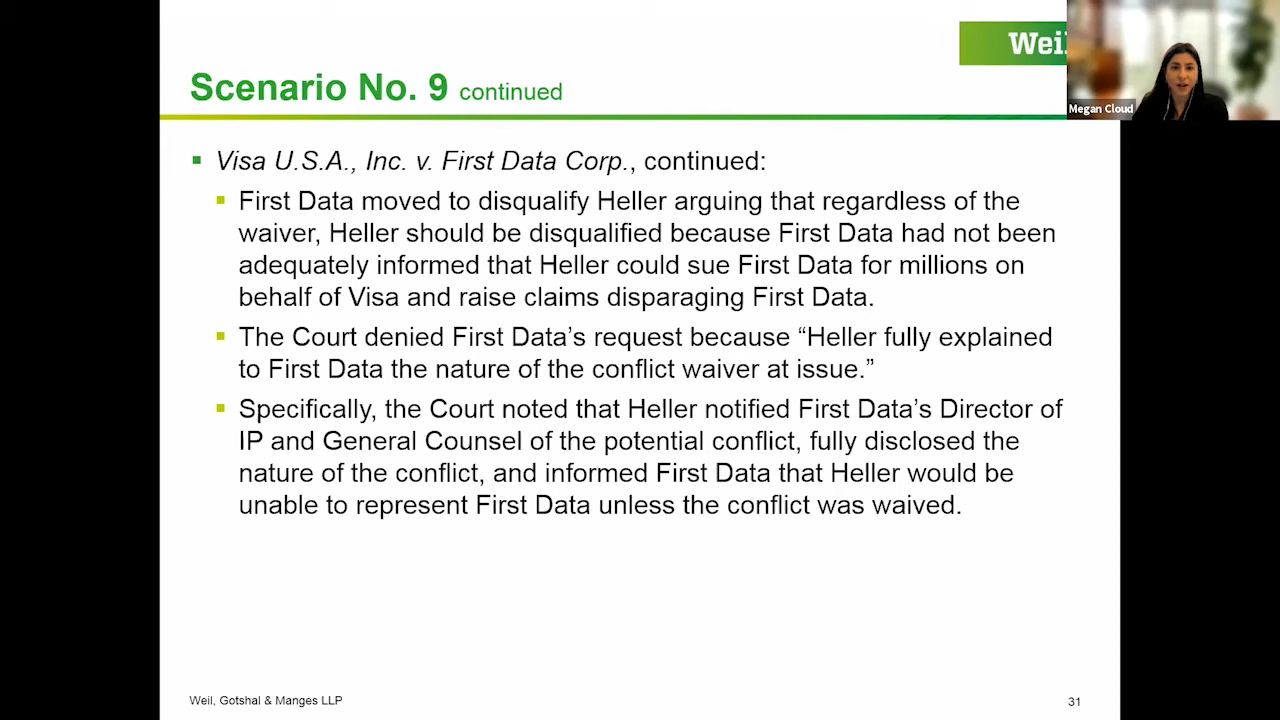 Weil
Megan Cloud
Scenario No. 9 continued
▪ Visa U.S.A., Inc. v. First Data Corp., continued:
▪ First Data moved to disqualify Heller arguing that regardless of the
waiver, Heller should be disqualified because First Data had not been
adequately informed that Heller could sue First Data for millions on
behalf of Visa and raise claims disparaging First Data.
▪ The Court denied First Data’s request because “Heller fully explained
to First Data the nature of the conflict waiver at issue.”
▪ Specifically, the Court noted that Heller notified First Data’s Director of
IP and General Counsel of the potential conflict, fully disclosed the
nature of the conflict, and informed First Data that Heller would be
unable to represent First Data unless the conflict was waived.
Weil, Gotshal & Manges LLP
31